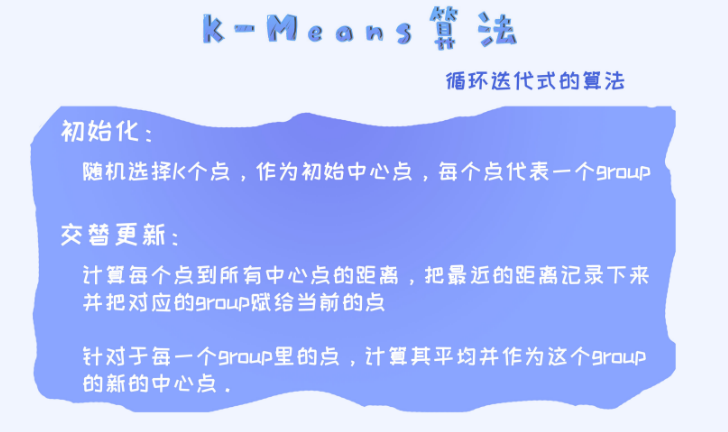 K-Means算法
循环迭代式的算法
初始化：
随机选择K个点，作为初始中心点，每个点代表一个group
交替更新：
计算每个点到所有中心点的距离，把最近的距离记录下来
并把对应的group赋给当前的点
针对于每一个group里的点，计算其平均并作为这个group
的新的中心点.